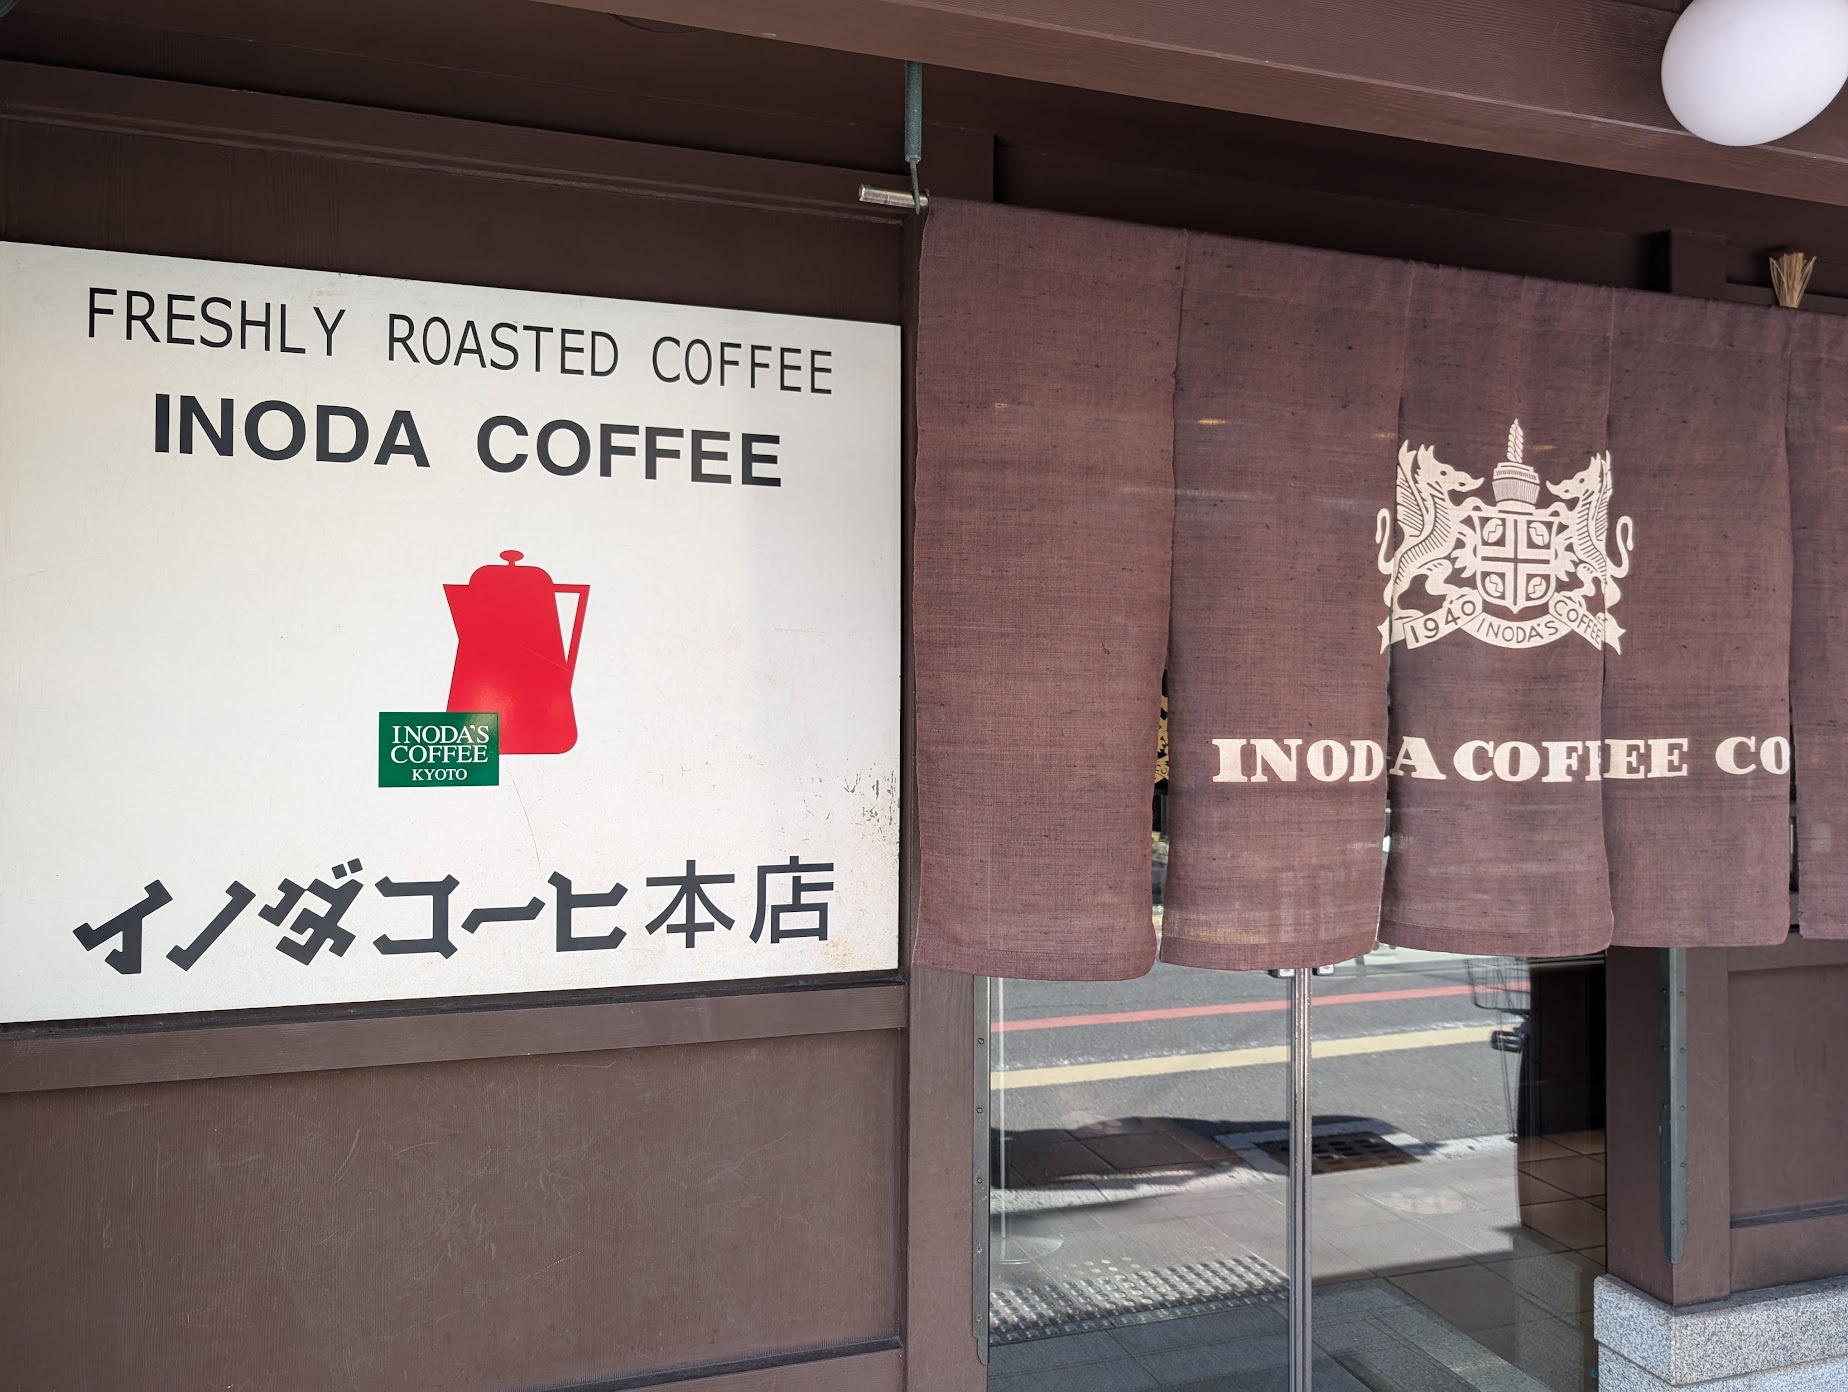 FRESHLY ROASTED COFFEE
INODA COFFEE
INODA'S
COFFEE
KYOTO
イノダコーヒ本店
1940 INODA'S COFFEE
INODA COFFEE CO